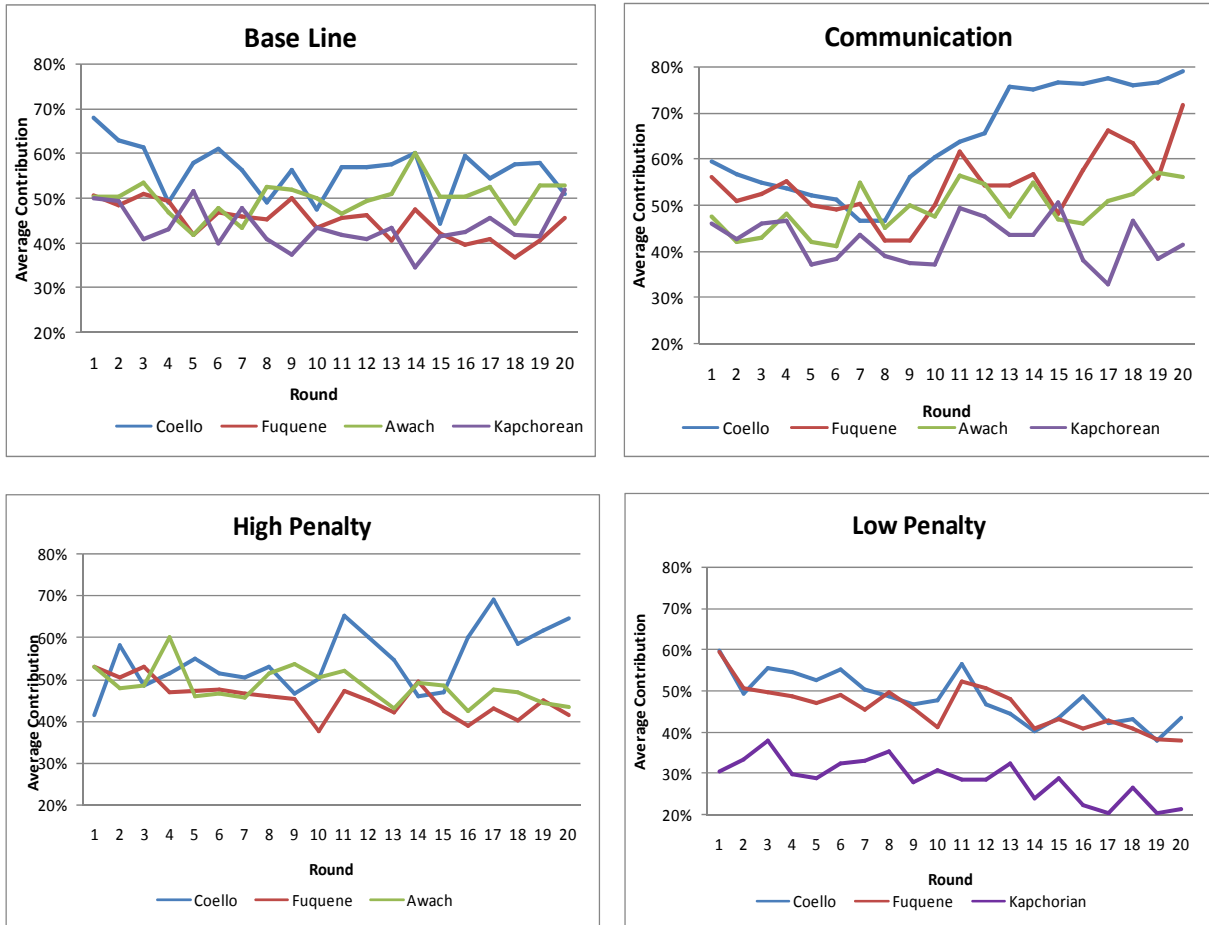 Base Line
80%
70%
60%
50%
40%
30%
20%
Average Contribution
1 2 3 4 5 6 7 8 9 10 11 12 13 14 15 16 17 18 19 20
Round
Coello Fuquene Awach Kapchorean
Communication
80%
70%
60%
50%
40%
30%
20%
Average Contribution
1 2 3 4 5 6 7 8 9 10 11 12 13 14 15 16 17 18 19 20
Round
Coello Fuquene Awach Kapchorean
High Penalty
80%
70%
60%
50%
40%
30%
20%
Average Contribution
1 2 3 4 5 6 7 8 9 10 11 12 13 14 15 16 17 18 19 20
Round
Coello Fuquene Awach
Low Penalty
80%
70%
60%
50%
40%
30%
20%
Average Contribution
1 2 3 4 5 6 7 8 9 10 11 12 13 14 15 16 17 18 19 20
Round
Coello Fuquene Kapchorian